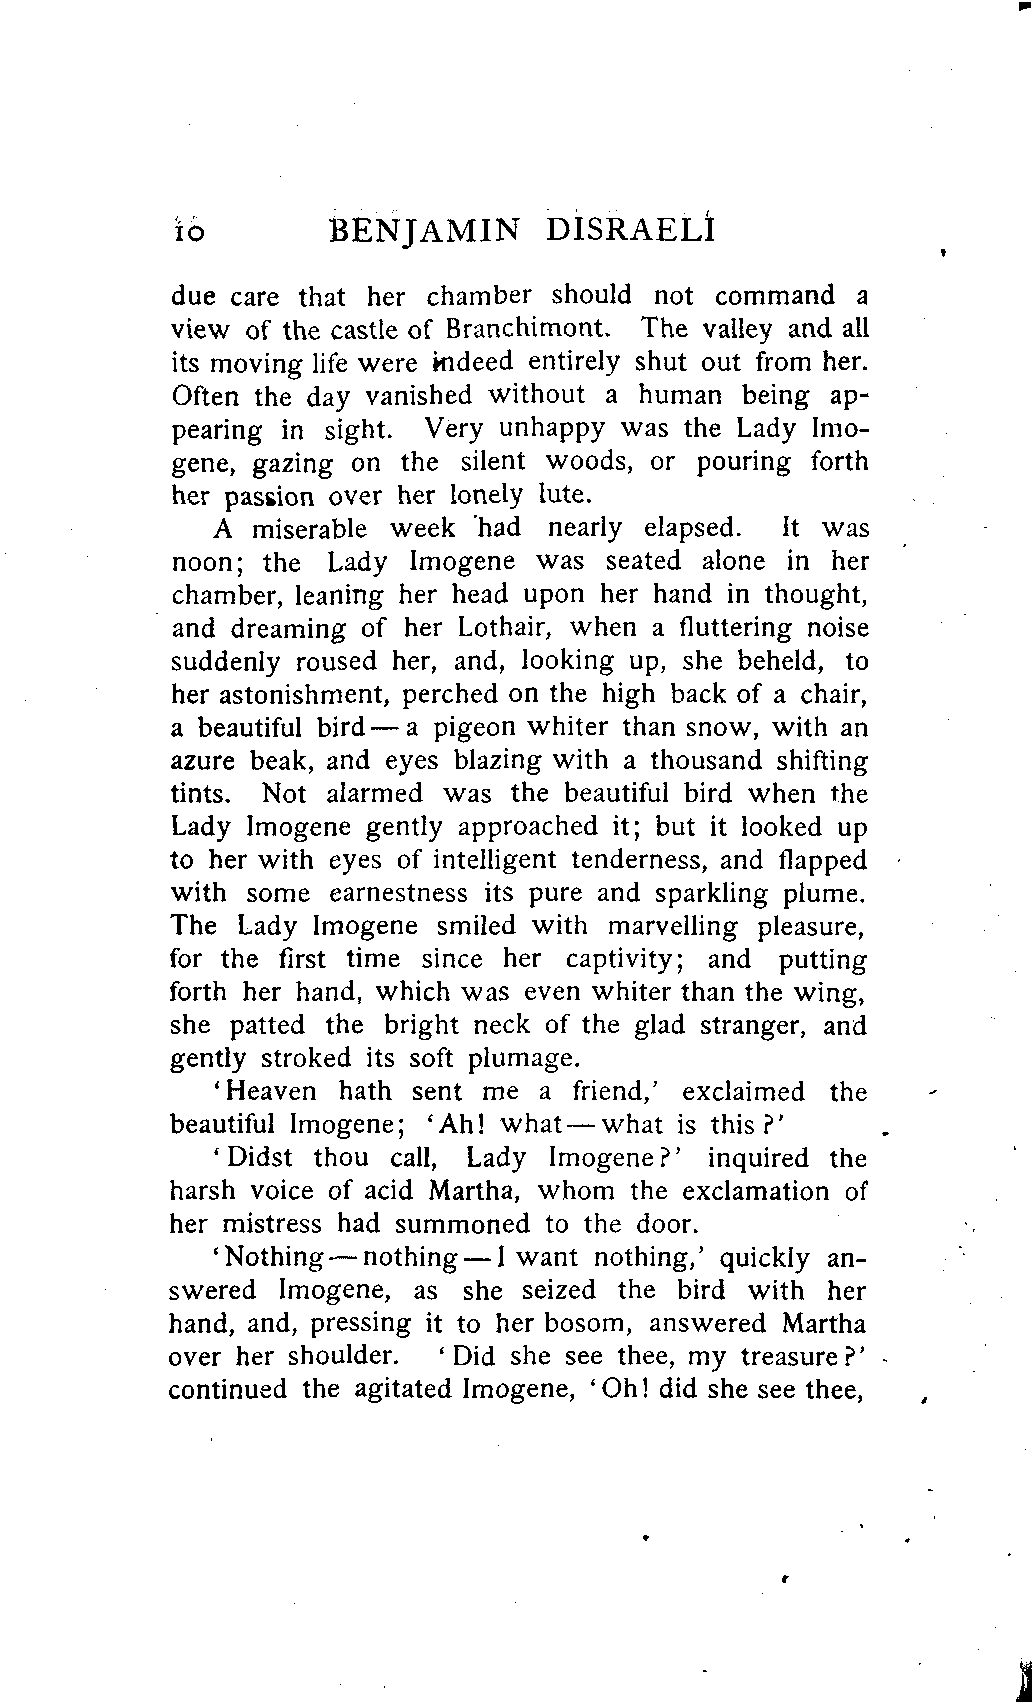 10 BENJAMIN DISRAELI
due care that her chamber should not command a
view of the castle of Branchimont. The valley and all
its moving life were indeed entirely shut out from her.
Often the day vanished without a human being ap-
pearing in sight. Very unhappy was the Lady Imo-
gene, gazing on the silent woods, or pouring forth
her passion over her lonely lute.
A miserable week had nearly elapsed. It was
noon; the Lady Imogene was seated alone in her
chamber, leaning her head upon her hand in thought,
and dreaming of her Lothair, when a fluttering noise
suddenly roused her, and, looking up, she beheld, to
her astonishment, perched on the high back of a chair,
a beautiful bird — a pigeon whiter than snow, with an
azure beak, and eyes blazing with a thousand shifting
tints. Not alarmed was the beautiful bird when the
Lady Imogene gently approached it; but it looked up
to her with eyes of intelligent tenderness, and flapped
with some earnestness its pure and sparkling plume.
The Lady Imogene smiled with marvelling pleasure,
for the first time since her captivity; and putting
forth her hand, which was even whiter than the wing,
she patted the bright neck of the glad stranger, and
gently stroked its soft plumage.
‘Heaven hath sent me a friend,’ exclaimed the
beautiful Imogene; ‘Ah! what — what is this?’
‘Didst thou call, Lady Imogene?’ inquired the
harsh voice of acid Martha, whom the exclamation of
her mistress had summoned to the door.
‘Nothing — nothing — I want nothing,’ quickly an-
swered Imogene, as she seized the bird with her
hand, and, pressing it to her bosom, answered Martha
over her shoulder. ‘Did she see thee, my treasure?’
continued the agitated Imogene, ‘Oh! did she see thee,